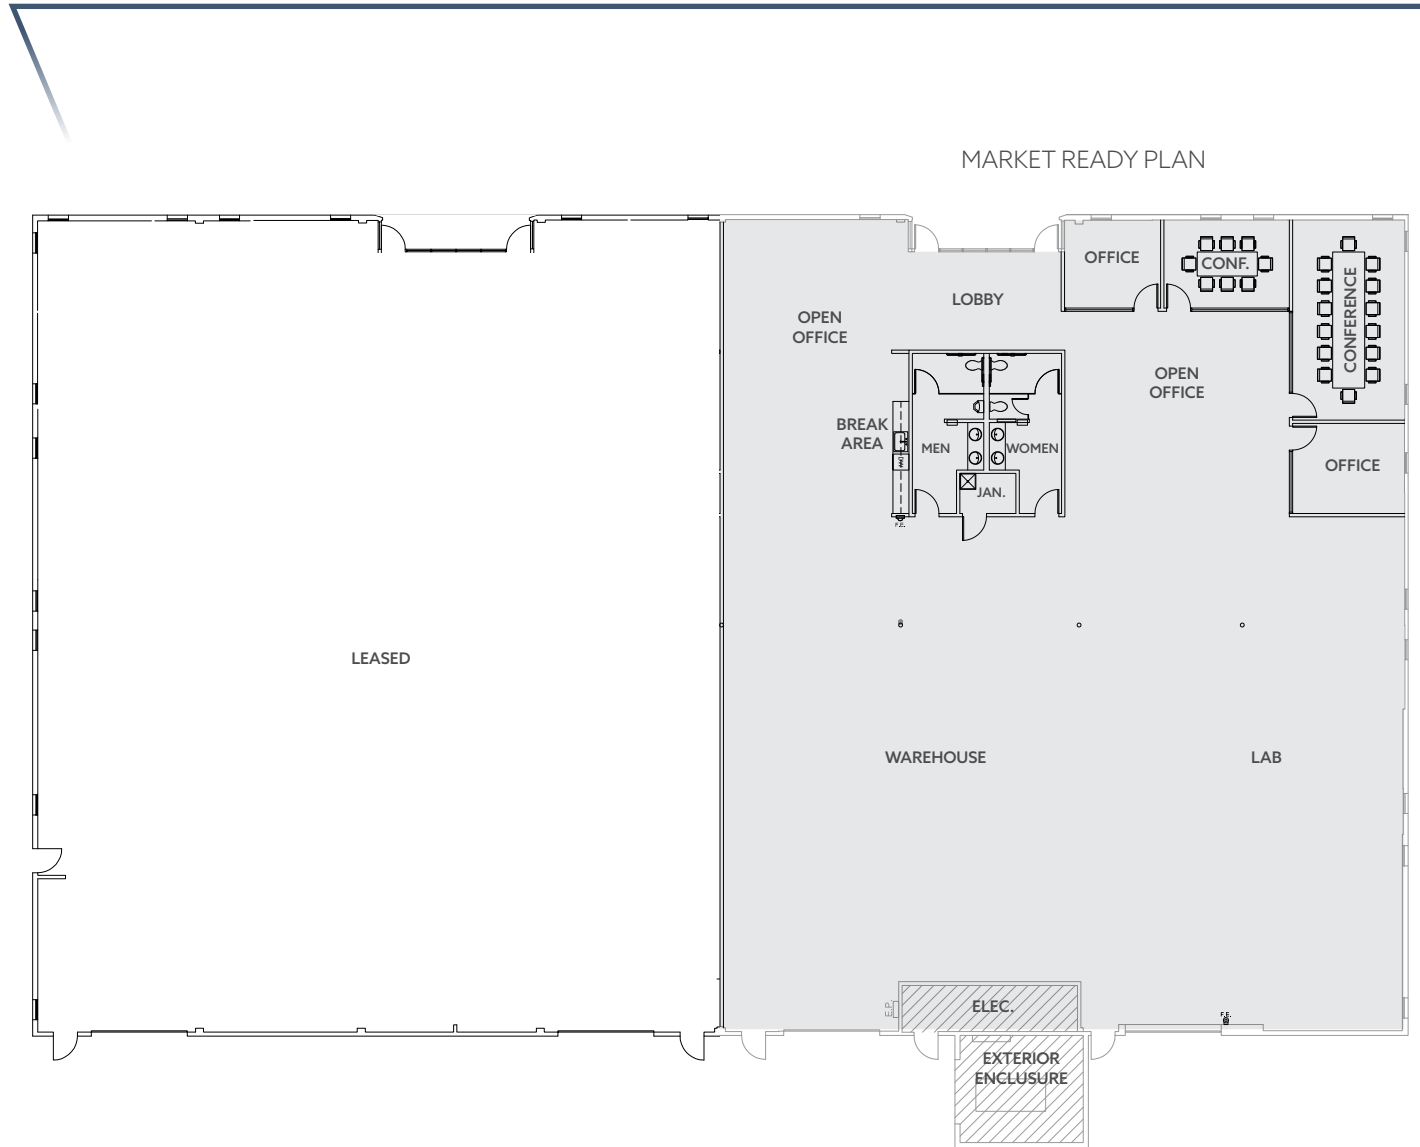 MARKET READY PLAN
OFFICE
CONF.
CONFERENCE
LOBBY
OPEN
OFFICE
OPEN
OFFICE
BREAK
AREA
MEN
WOMEN
OFFICE
JAN.
F.E.
LEASED
WAREHOUSE
LAB
E.P.
ELEC.
F.E.
EXTERIOR
ENCLUSURE